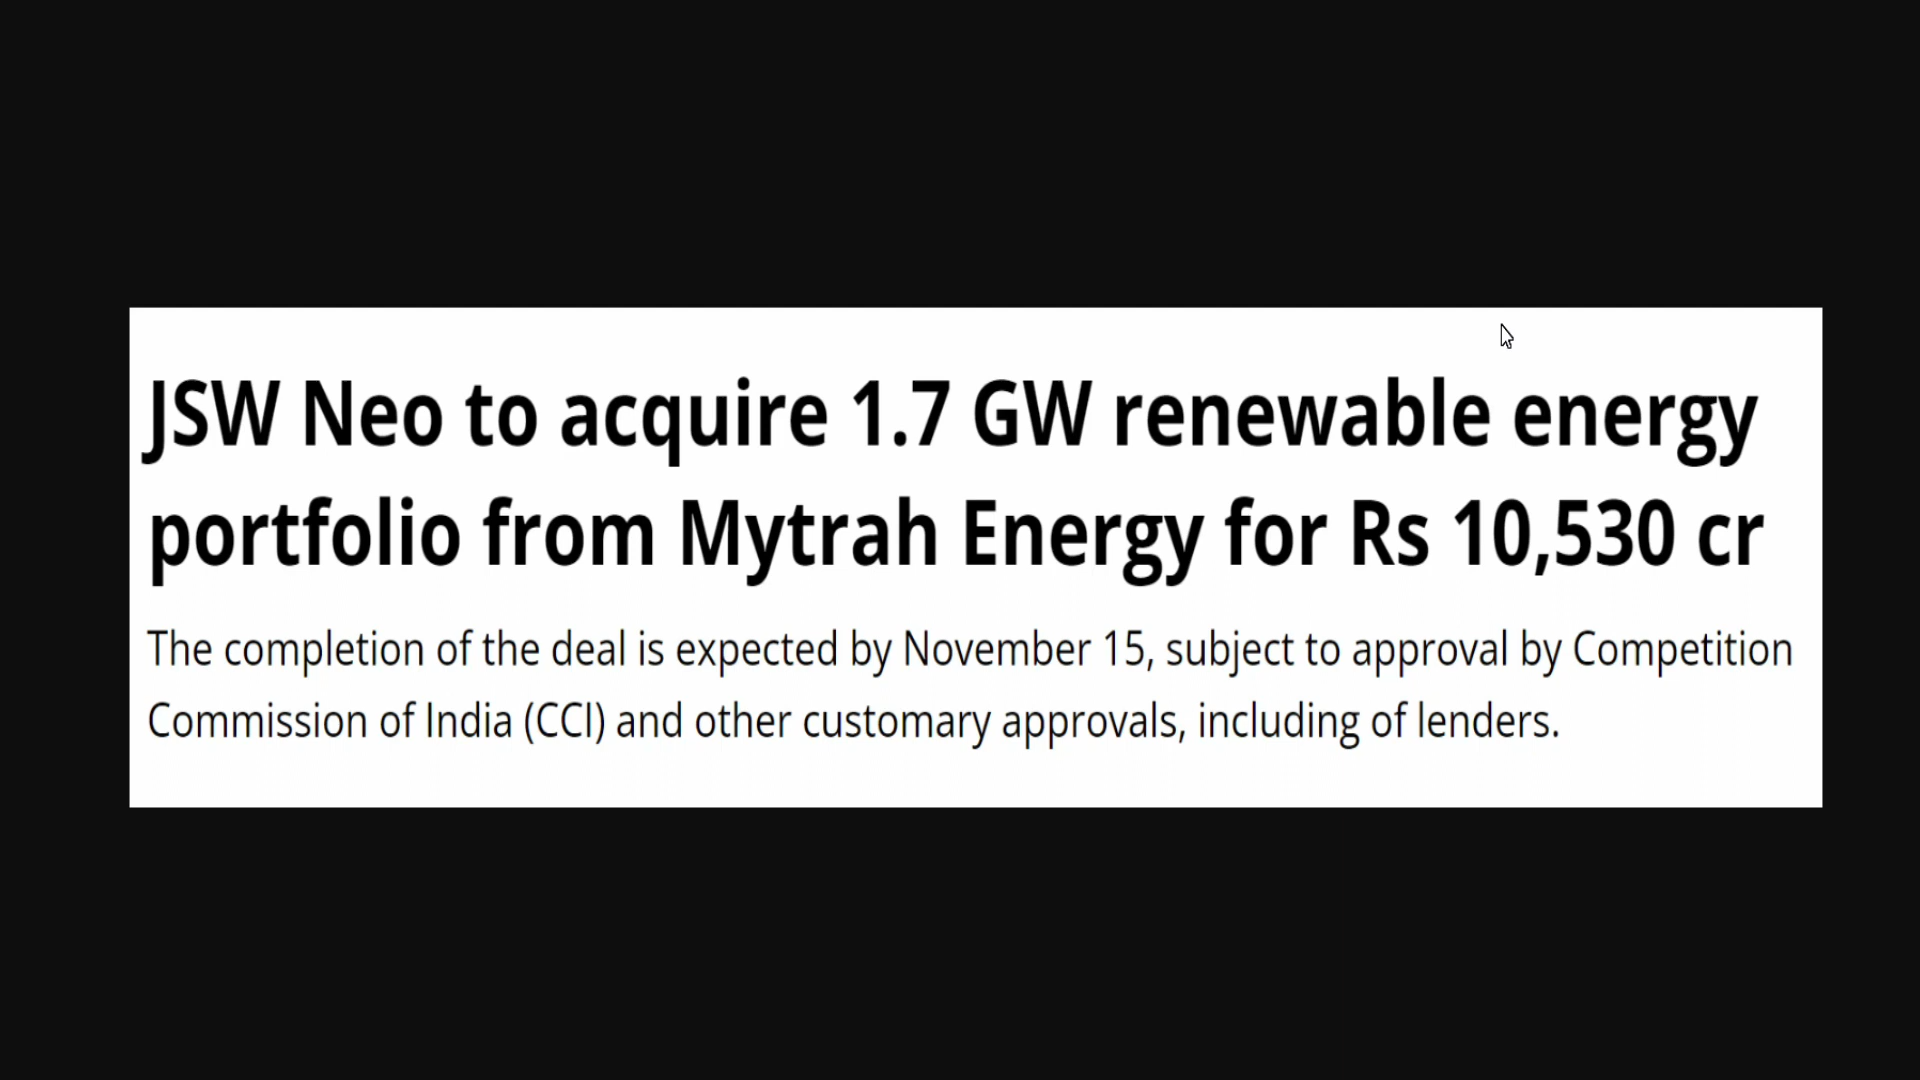 JSW Neo to acquire 1.7 GW renewable energy
portfolio from Mytrah Energy for Rs 10,530 cr
The completion of the deal is expected by November 15, subject to approval by Competition
Commission of India (CCI) and other customary approvals, including of lenders.